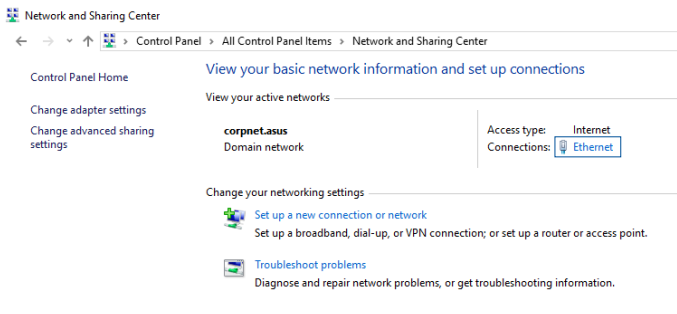 Network and Sharing Center
Control Panel > All Control Panel Items > Network and Sharing Center
Control Panel Home
Change adapter settings
Change advanced sharing
settings
View your basic network information and set up connections
View your active networks
corpnet.asus
Domain network
Access type: Internet
Connections: Ethernet
Change your networking settings
Set up a new connection or network
Set up a broadband, dial-up, or VPN connection; or set up a router or access point.
Troubleshoot problems
Diagnose and repair network problems, or get troubleshooting information.